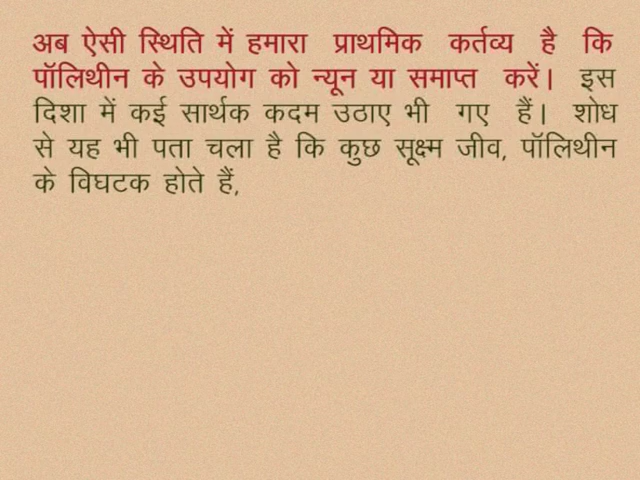 अब ऐसी स्थिति में हमारा प्राथमिक कर्तव्य है कि
पॉलिथीन के उपयोग को न्यून या समाप्त करें। इस
दिशा में कई सार्थक कदम उठाए भी गए हैं। शोध
से यह भी पता चला है कि कुछ सूक्ष्म जीव, पॉलिथीन
के विघटक होते हैं,